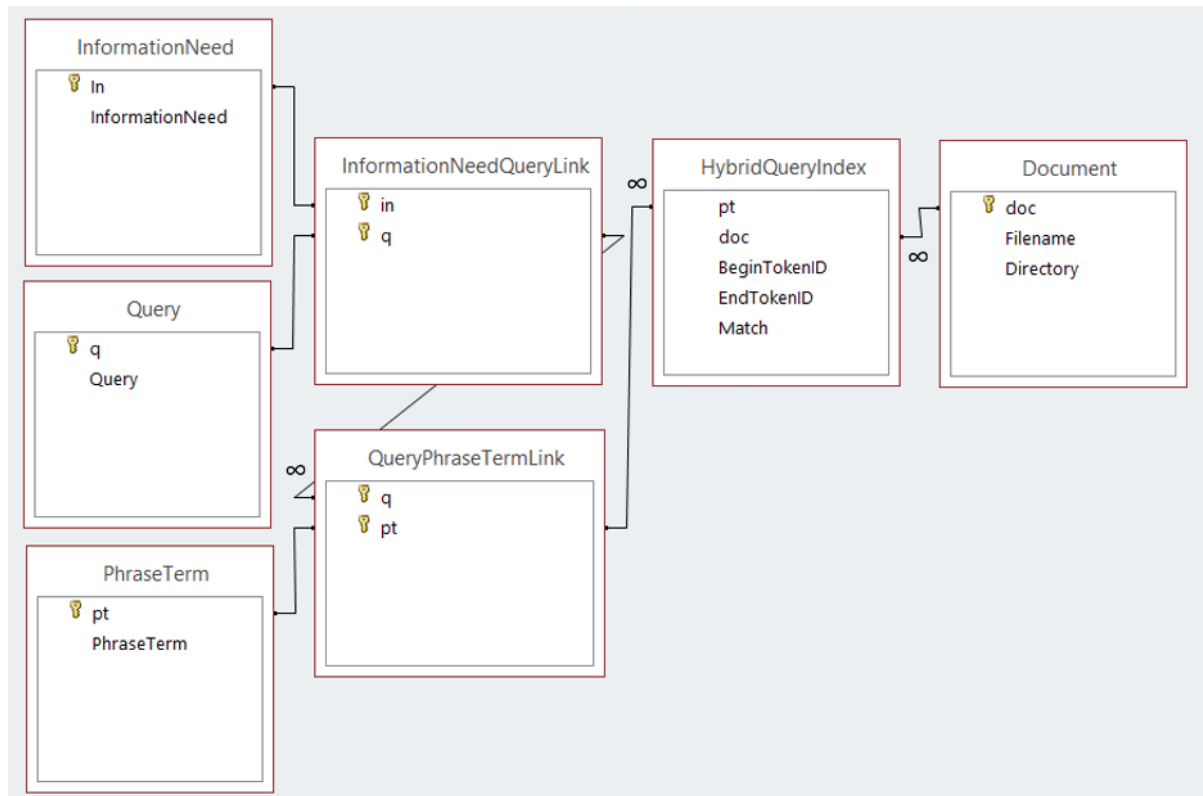 InformationNeed
In
InformationNeed
InformationNeedQueryLink
in
q
HybridQueryIndex
pt
doc
BeginTokenID
EndTokenID
Match
Document
doc
Filename
Directory
Query
q
Query
QueryPhraseTermLink
q
pt
PhraseTerm
pt
PhraseTerm
∞
∞
∞